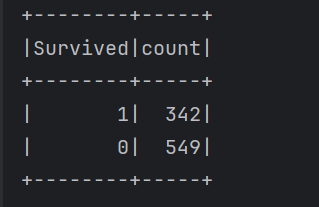 +--------+-----+
|Survived|count|
+--------+-----+
|       1|  342|
|       0|  549|
+--------+-----+